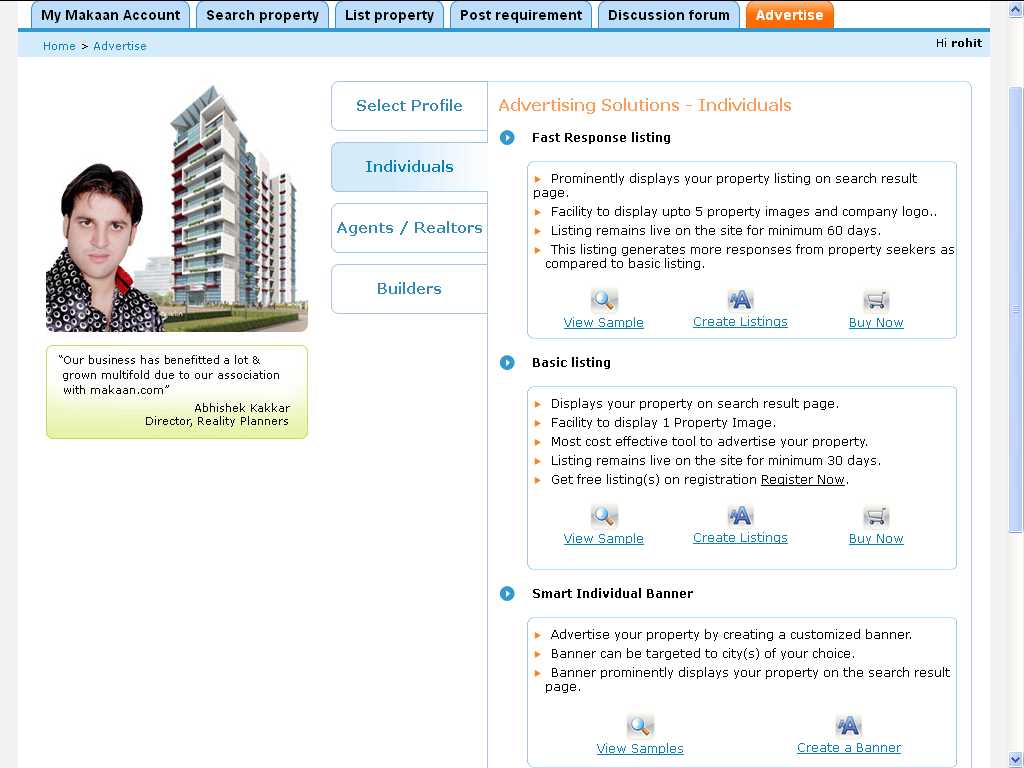 My Makaan Account
Search property
List property
Post requirement
Discussion forum
Advertise
Home > Advertise
Hi rohit
Select Profile
Individuals
Agents / Realtors
Builders
“Our business has benefitted a lot &
grown multifold due to our association
with makaan.com”
Abhishek Kakkar
Director, Reality Planners
Advertising Solutions - Individuals
Fast Response listing
Prominently displays your property listing on search result
page.
Facility to display upto 5 property images and company logo..
Listing remains live on the site for minimum 60 days.
This listing generates more responses from property seekers as
compared to basic listing.
View Sample
Create Listings
Buy Now
Basic listing
Displays your property on search result page.
Facility to display 1 Property Image.
Most cost effective tool to advertise your property.
Listing remains live on the site for minimum 30 days.
Get free listing(s) on registration Register Now.
View Sample
Create Listings
Buy Now
Smart Individual Banner
Advertise your property by creating a customized banner.
Banner can be targeted to city(s) of your choice.
Banner prominently displays your property on the search result
page.
View Samples
Create a Banner